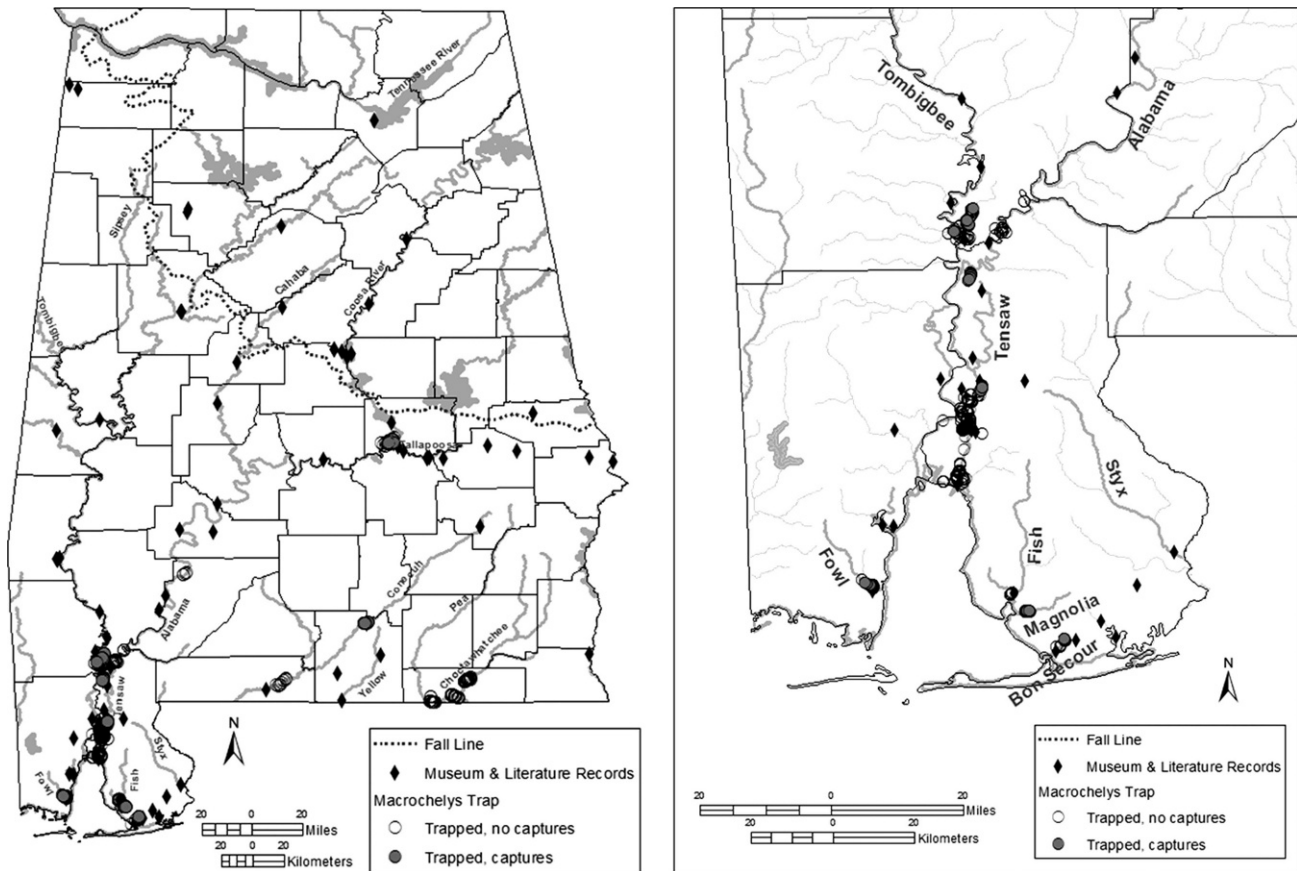 Tennessee River
Sipsey
Cahaba
Coosa River
Tombigbee
Tallapoosa
Alabama
Conecuh
Pea
Choctawhatchee
Yellow
Tensaw
Styx
Fish
Fowl
N
20 0 20
Miles
20 0 20
Kilometers
Fall Line
Museum & Literature Records
Macrochelys Trap
Trapped, no captures
Trapped, captures
Tombigbee
Alabama
Tensaw
Styx
Fish
Fowl
Magnolia
Bon Secour
N
20 0 20
Miles
20 0 20
Kilometers
Fall Line
Museum & Literature Records
Macrochelys Trap
Trapped, no captures
Trapped, captures